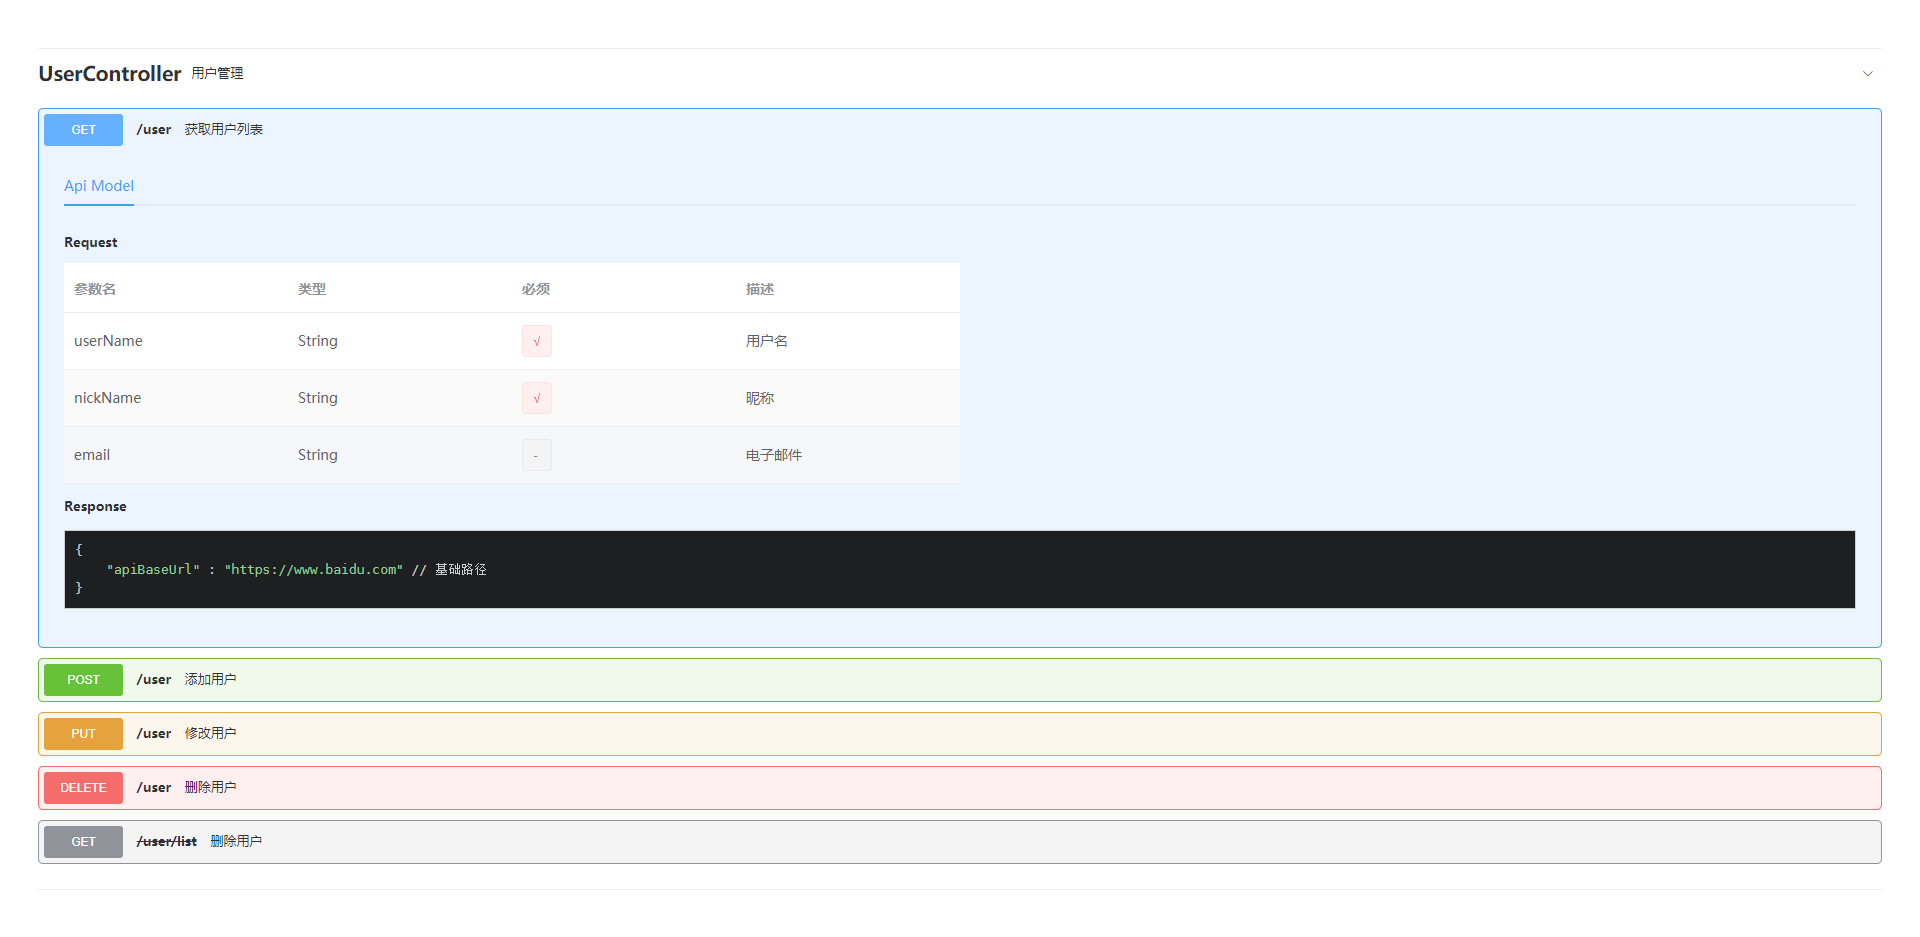 UserController 用户管理
GET /user 获取用户列表
Api Model
Request
参数名 类型 必须 描述
userName String √ 用户名
nickName String √ 昵称
email String - 电子邮件
Response
{
"apiBaseUrl" : "https://www.baidu.com" // 基础路径
}
POST /user 添加用户
PUT /user 修改用户
DELETE /user 删除用户
GET /user/list 删除用户